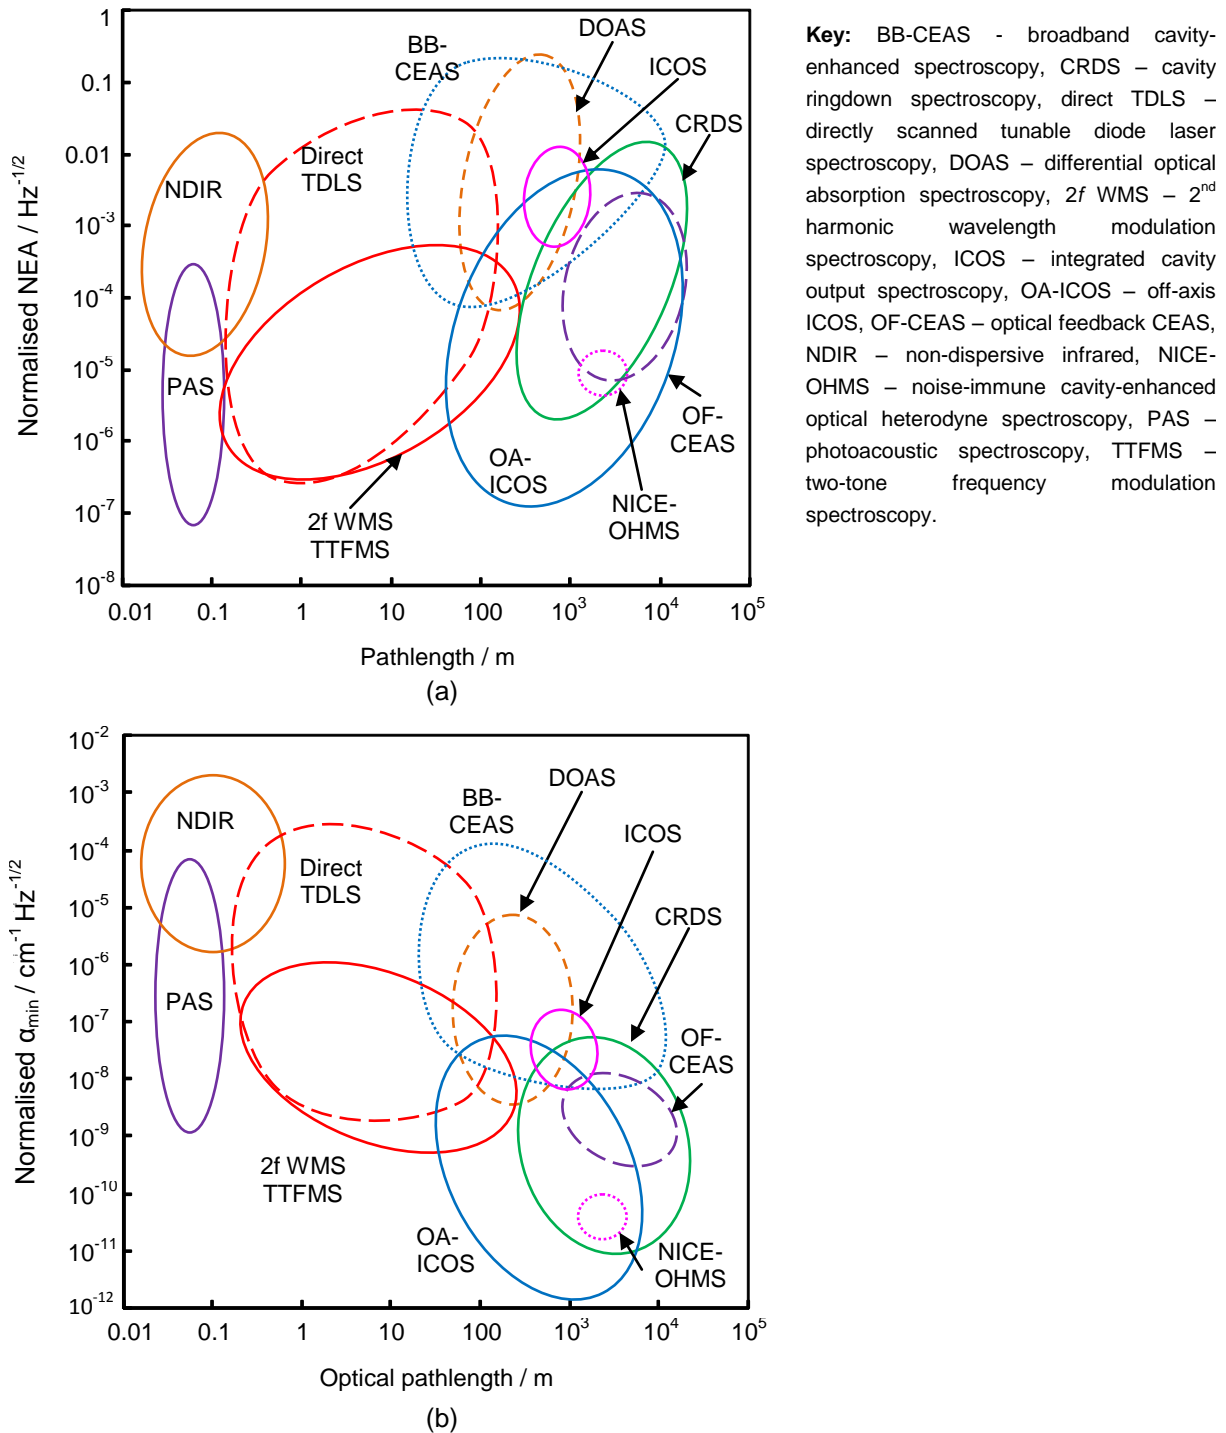 1
0.1
0.01
10-3
10-4
10-5
10-6
10-7
10-8
Normalised NEA / Hz-1/2
BB-
CEAS
DOAS
ICOS
CRDS
NDIR
Direct
TDLS
PAS
OF-
CEAS
OA-
ICOS
2f WMS
TTFMS
NICE-
OHMS
0.01 0.1 1 10 100 103 104 105
Pathlength / m
(a)
Key: BB-CEAS - broadband cavity-
enhanced spectroscopy, CRDS – cavity
ringdown spectroscopy, direct TDLS –
directly scanned tunable diode laser
spectroscopy, DOAS – differential optical
absorption spectroscopy, 2f WMS – 2nd
harmonic wavelength modulation
spectroscopy, ICOS – integrated cavity
output spectroscopy, OA-ICOS – off-axis
ICOS, OF-CEAS – optical feedback CEAS,
NDIR – non-dispersive infrared, NICE-
OHMS – noise-immune cavity-enhanced
optical heterodyne spectroscopy, PAS –
photoacoustic spectroscopy, TTFMS –
two-tone frequency modulation
spectroscopy.
10-2
10-3
10-4
10-5
10-6
10-7
10-8
10-9
10-10
10-11
10-12
Normalised αmin / cm-1 Hz-1/2
DOAS
BB-
CEAS
NDIR
ICOS
Direct
TDLS
CRDS
PAS
OF-
CEAS
2f WMS
TTFMS
OA-
ICOS
NICE-
OHMS
0.01 0.1 1 10 100 103 104 105
Optical pathlength / m
(b)